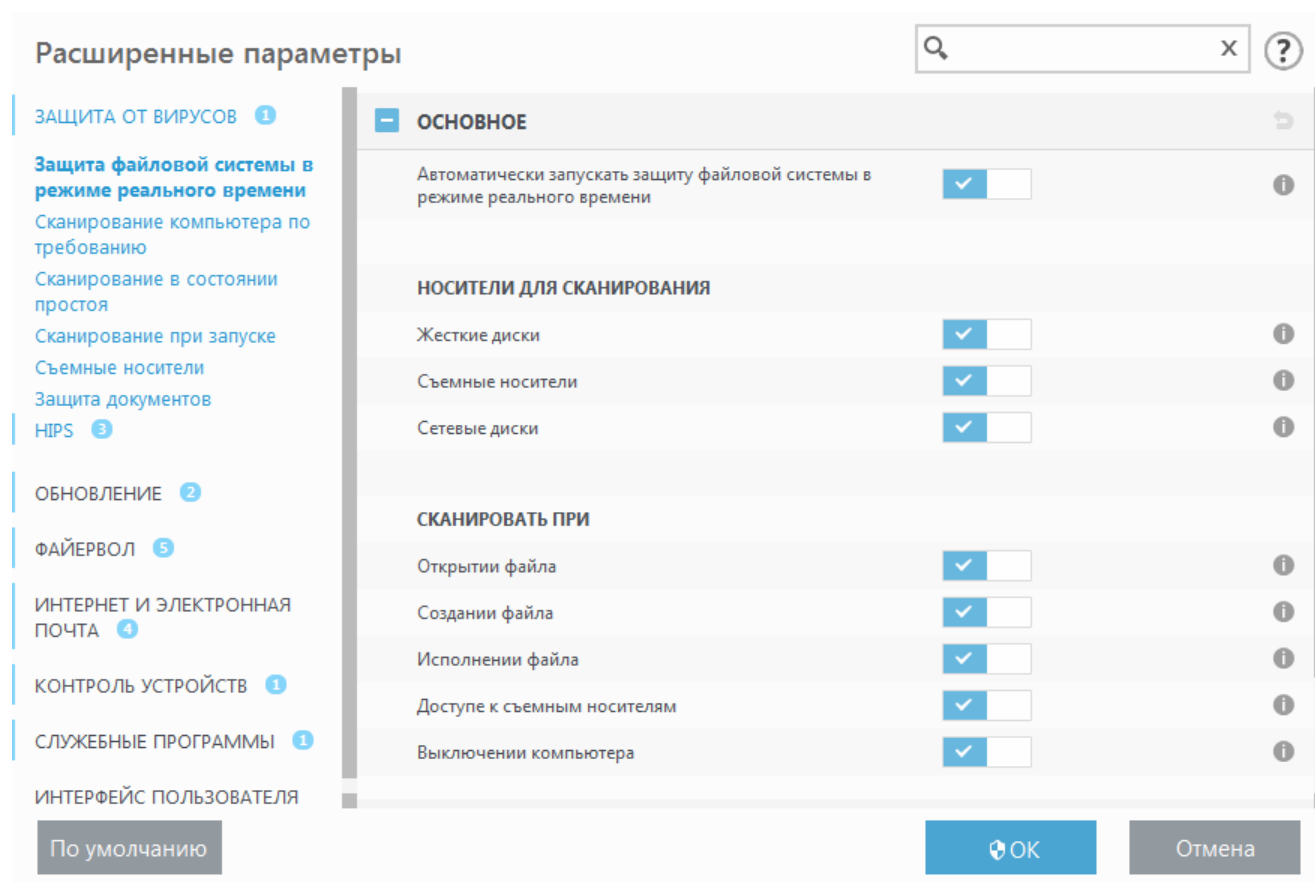 Расширенные параметры
x
?
ЗАЩИТА ОТ ВИРУСОВ 1
Защита файловой системы в
режиме реального времени
Сканирование компьютера по
требованию
Сканирование в состоянии
простоя
Сканирование при запуске
Съемные носители
Защита документов
HIPS 3
ОБНОВЛЕНИЕ 2
ФАЙЕРВОЛ 5
ИНТЕРНЕТ И ЭЛЕКТРОННАЯ
ПОЧТА 4
КОНТРОЛЬ УСТРОЙСТВ 1
СЛУЖЕБНЫЕ ПРОГРАММЫ 1
ИНТЕРФЕЙС ПОЛЬЗОВАТЕЛЯ
ОСНОВНОЕ
Автоматически запускать защиту файловой системы в
режиме реального времени
НОСИТЕЛИ ДЛЯ СКАНИРОВАНИЯ
Жесткие диски
Съемные носители
Сетевые диски
СКАНИРОВАТЬ ПРИ
Открытии файла
Создании файла
Исполнении файла
Доступе к съемным носителям
Выключении компьютера
По умолчанию
ОК
Отмена